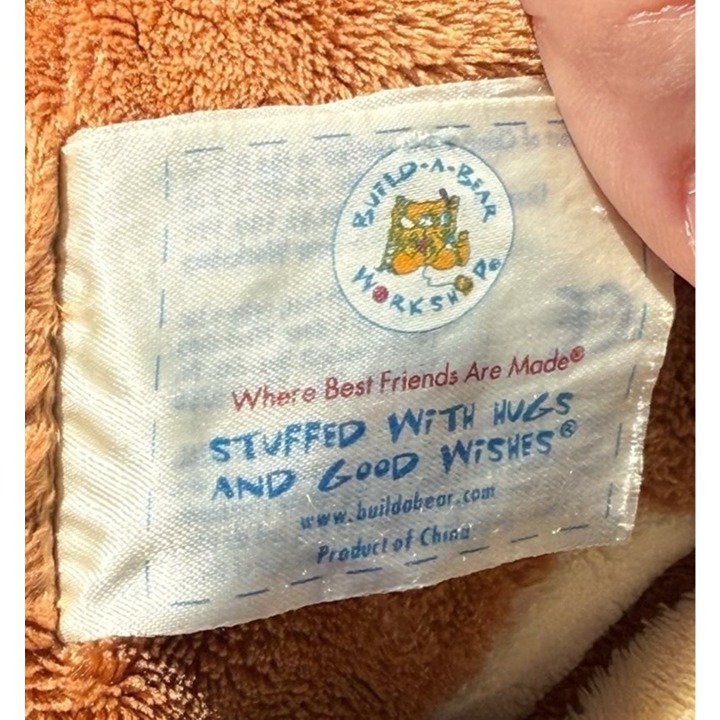 BUILD-A-BEAR
WORKSHOP®
Where Best Friends Are Made®
STUFFED WiTH HUGS
AND GOOD WiSHES®
www.buildabear.com
Product of China